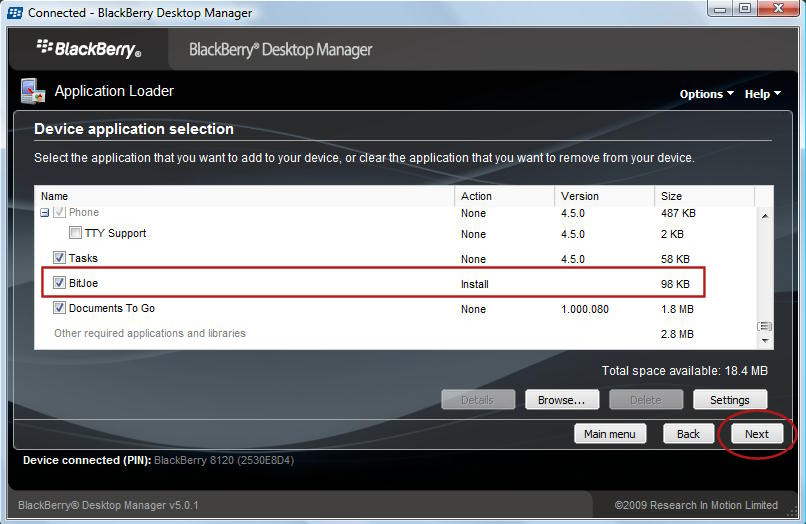 Connected - BlackBerry Desktop Manager
BlackBerry® BlackBerry® Desktop Manager
Application Loader
Options Help
Device application selection
Select the application that you want to add to your device, or clear the application that you want to remove from your device.
Name Action Version Size
Phone None 4.5.0 487 KB
TTY Support None 4.5.0 2 KB
Tasks None 4.5.0 58 KB
BitJoe Install 98 KB
Documents To Go None 1.000.080 1.8 MB
Other required applications and libraries 2.8 MB
Total space available: 18.4 MB
Details Browse... Delete Settings
Main menu Back Next
Device connected (PIN): BlackBerry 8120 (2530E8D4)
BlackBerry® Desktop Manager v5.0.1 ©2009 Research In Motion Limited